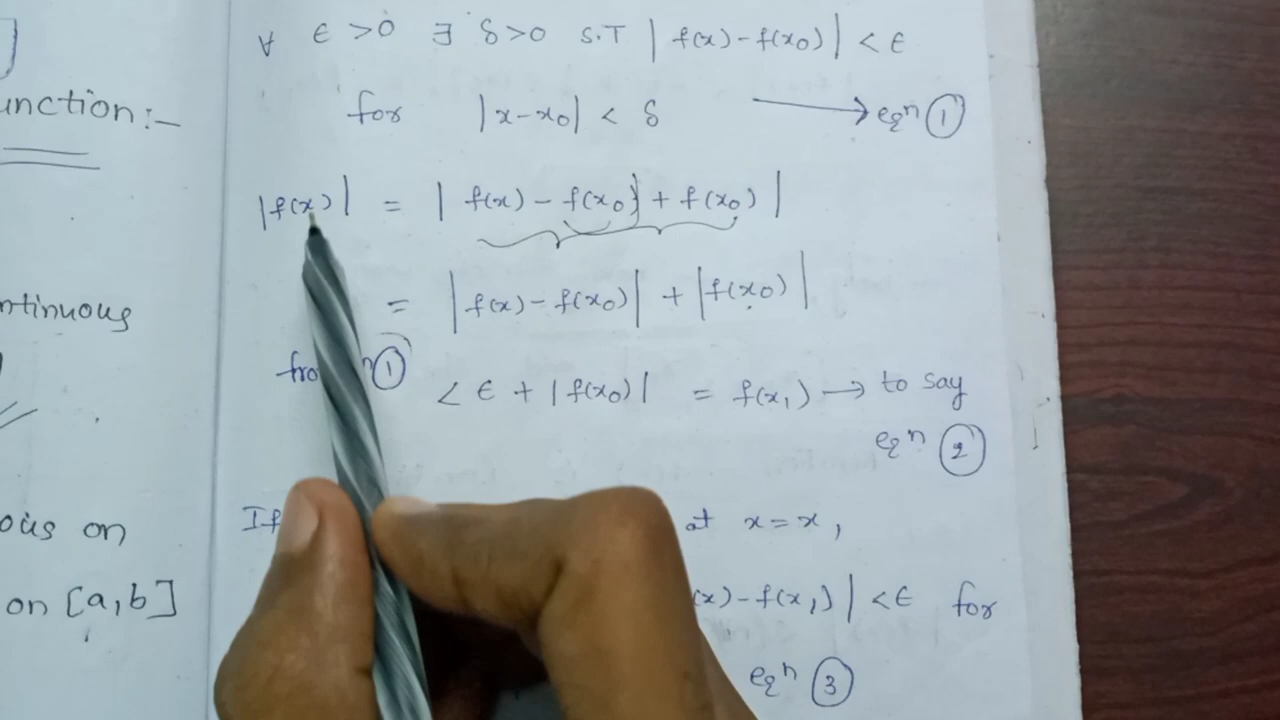 unction:-
ntinuous
ous on
on [a,b]
∀ ε >0 ∃ δ>0 S.T | f(x)-f(x₀)| < ε
for |x-x₀| < δ ⟶ eqⁿ ①
|f(x)| = | f(x) - f(x₀) + f(x₀) |
= |f(x)-f(x₀)| + |f(x₀)|
①
< ε + |f(x₀)| = f(x₁) → to say
eqⁿ ②
If at x=x₁
(x)-f(x₁)| <ε for
eqⁿ ③